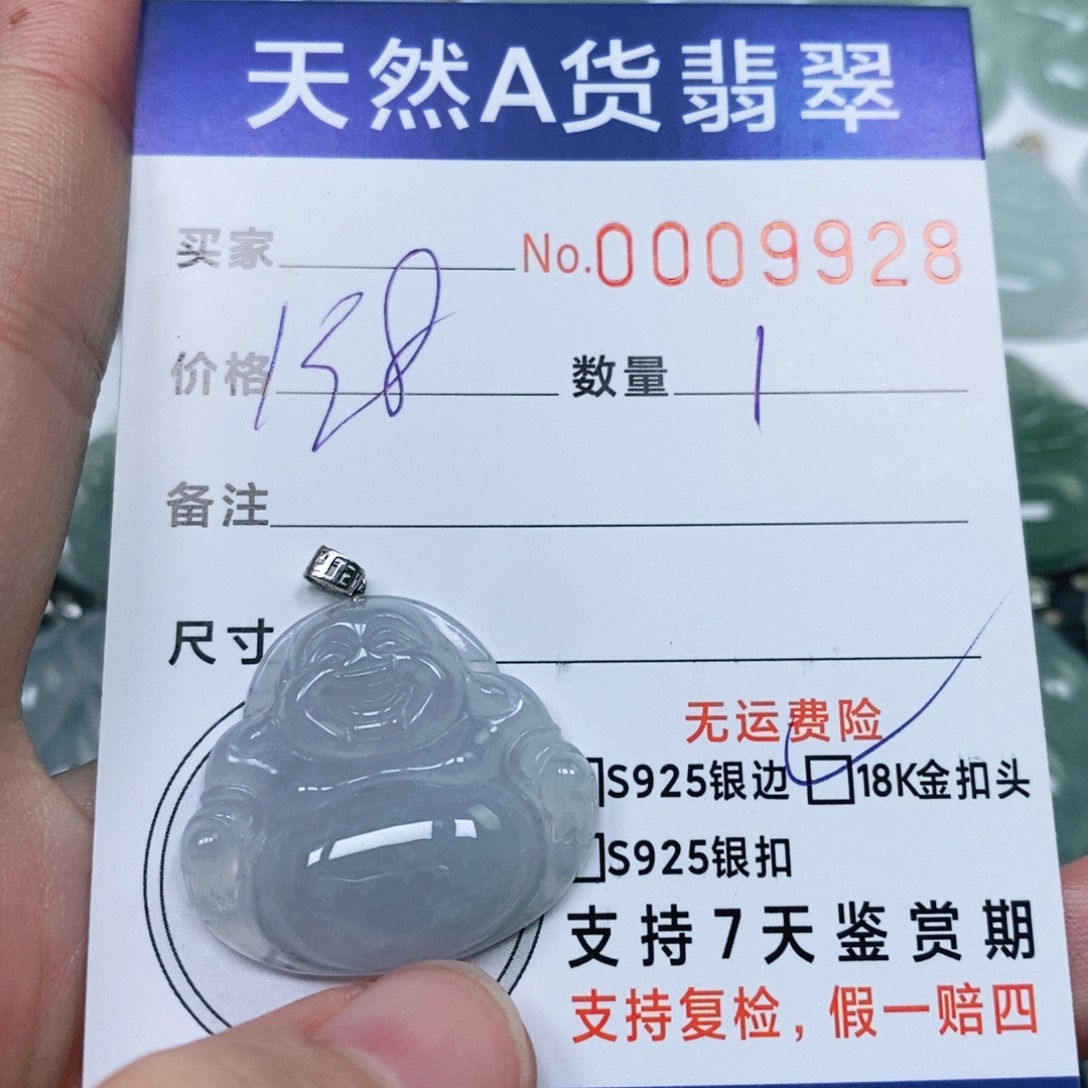 天然A货翡翠
买家 No.0009928
价格 138 数量 1
备注
尺寸
无运费险
S925银边 18K金扣头
S925银扣
支持7天鉴赏期
支持复检，假一赔四